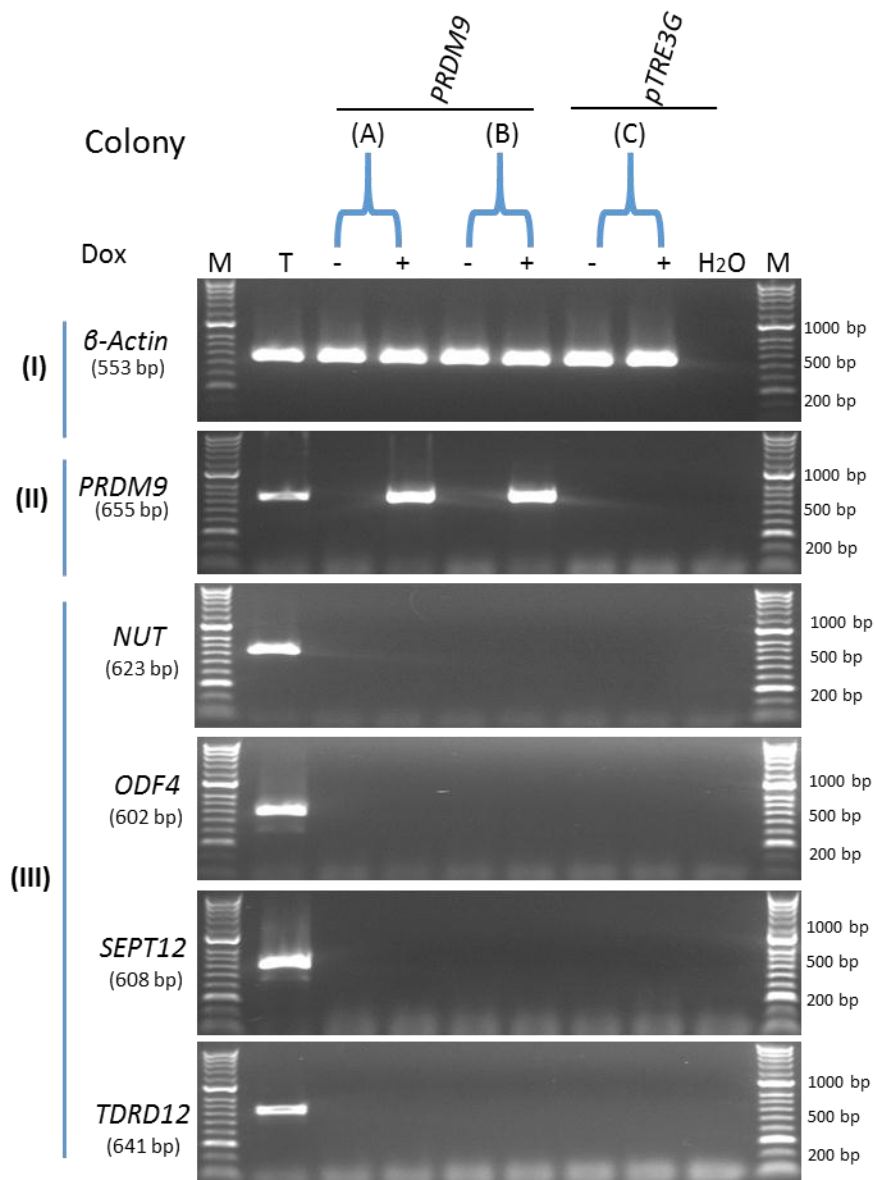 PRDM9
pTRE3G
Colony
(A)
(B)
(C)
Dox
M
T
-
+
-
+
-
+
H2O
M
(I)
β-Actin
(553 bp)
1000 bp
500 bp
200 bp
(II)
PRDM9
(655 bp)
1000 bp
500 bp
200 bp
(III)
NUT
(623 bp)
1000 bp
500 bp
200 bp
ODF4
(602 bp)
1000 bp
500 bp
200 bp
SEPT12
(608 bp)
1000 bp
500 bp
200 bp
TDRD12
(641 bp)
1000 bp
500 bp
200 bp